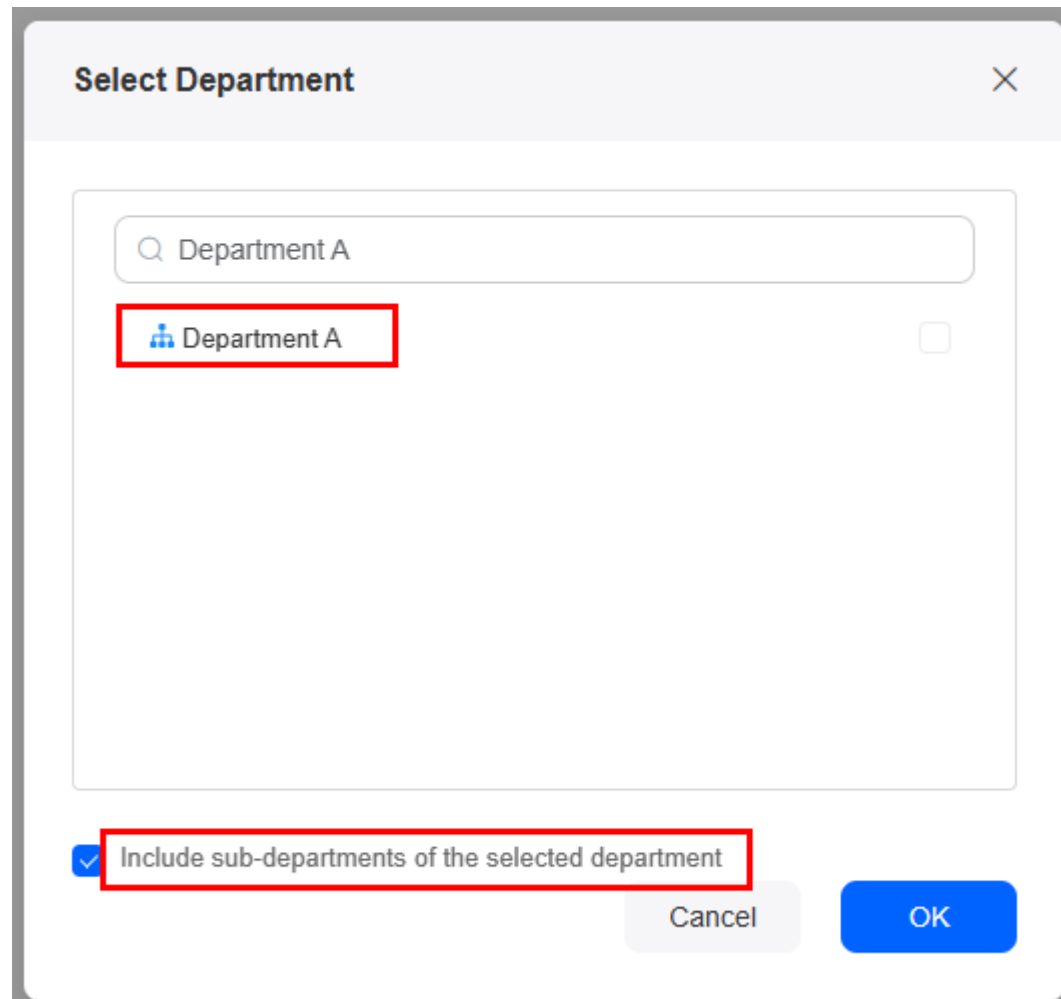 Select Department
Department A
Department A
Include sub-departments of the selected department
Cancel
OK